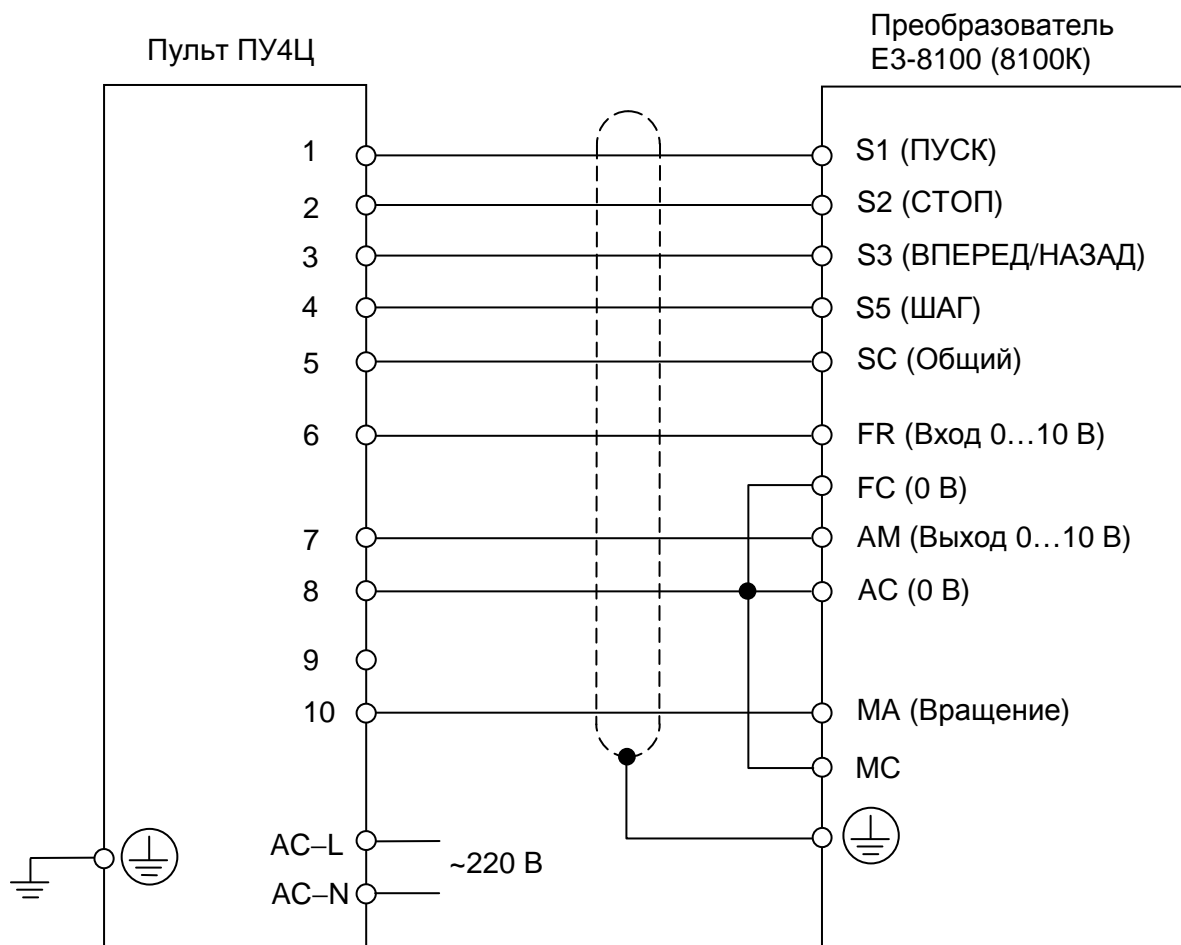 Пульт ПУ4Ц
Преобразователь
Е3-8100 (8100К)
1
S1 (ПУСК)
2
S2 (СТОП)
3
S3 (ВПЕРЕД/НАЗАД)
4
S5 (ШАГ)
5
SC (Общий)
6
FR (Вход 0…10 В)
FC (0 В)
7
AM (Выход 0…10 В)
8
AC (0 В)
9
10
MA (Вращение)
MC
AC–L
~220 В
AC–N